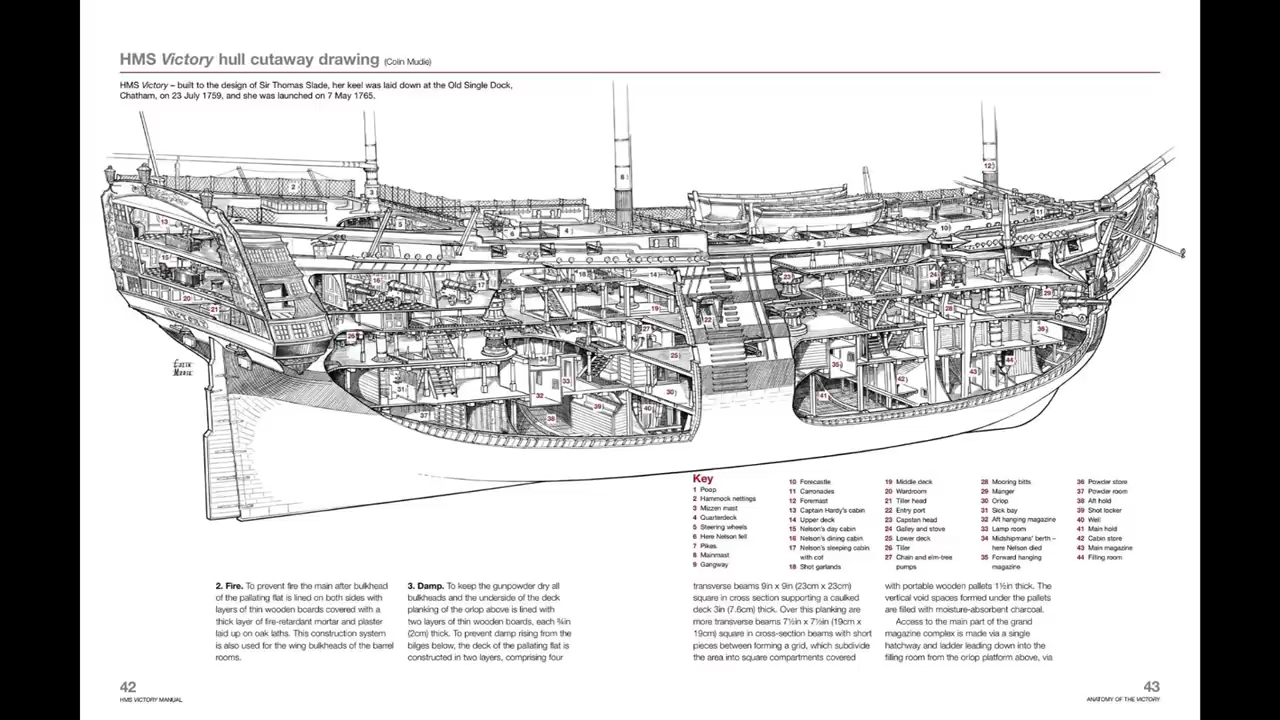 HMS Victory hull cutaway drawing (Colin Mudie)
HMS Victory – built to the design of Sir Thomas Slade, her keel was laid down at the Old Single Dock,
Chatham, on 23 July 1759, and she was launched on 7 May 1765.
COLIN
MUDIE
Key
1 Poop
2 Hammock nettings
3 Mizzen mast
4 Quarterdeck
5 Steering wheels
6 Here Nelson fell
7 Pikes
8 Mainmast
9 Gangway
10 Forecastle
11 Carronades
12 Foremast
13 Captain Hardy's cabin
14 Upper deck
15 Nelson's day cabin
16 Nelson's dining cabin
17 Nelson's sleeping cabin
with cot
18 Shot garlands
19 Middle deck
20 Wardroom
21 Tiller head
22 Entry port
23 Capstan head
24 Galley and stove
25 Lower deck
26 Tiller
27 Chain and elm-tree
pumps
28 Mooring bitts
29 Manger
30 Orlop
31 Sick bay
32 Aft hanging magazine
33 Lamp room
34 Midshipmans' berth –
here Nelson died
35 Forward hanging
magazine
36 Powder store
37 Powder room
38 Aft hold
39 Shot locker
40 Well
41 Main hold
42 Cabin store
43 Main magazine
44 Filling room
2. Fire. To prevent fire the main after bulkhead
of the pallating flat is lined on both sides with
layers of thin wooden boards covered with a
thick layer of fire-retardant mortar and plaster
laid up on oak laths. This construction system
is also used for the wing bulkheads of the barrel
rooms.
3. Damp. To keep the gunpowder dry all
bulkheads and the underside of the deck
planking of the orlop above is lined with
two layers of thin wooden boards, each ¾in
(2cm) thick. To prevent damp rising from the
bilges below, the deck of the pallating flat is
constructed in two layers, comprising four
transverse beams 9in x 9in (23cm x 23cm)
square in cross section supporting a caulked
deck 3in (7.6cm) thick. Over this planking are
more transverse beams 7½in x 7½in (19cm x
19cm) square in cross-section beams with short
pieces between forming a grid, which subdivide
the area into square compartments covered
with portable wooden pallets 1½in thick. The
vertical void spaces formed under the pallets
are filled with moisture-absorbent charcoal.
Access to the main part of the grand
magazine complex is made via a single
hatchway and ladder leading down into the
filling room from the orlop platform above, via
42
HMS VICTORY MANUAL
43
ANATOMY OF THE VICTORY